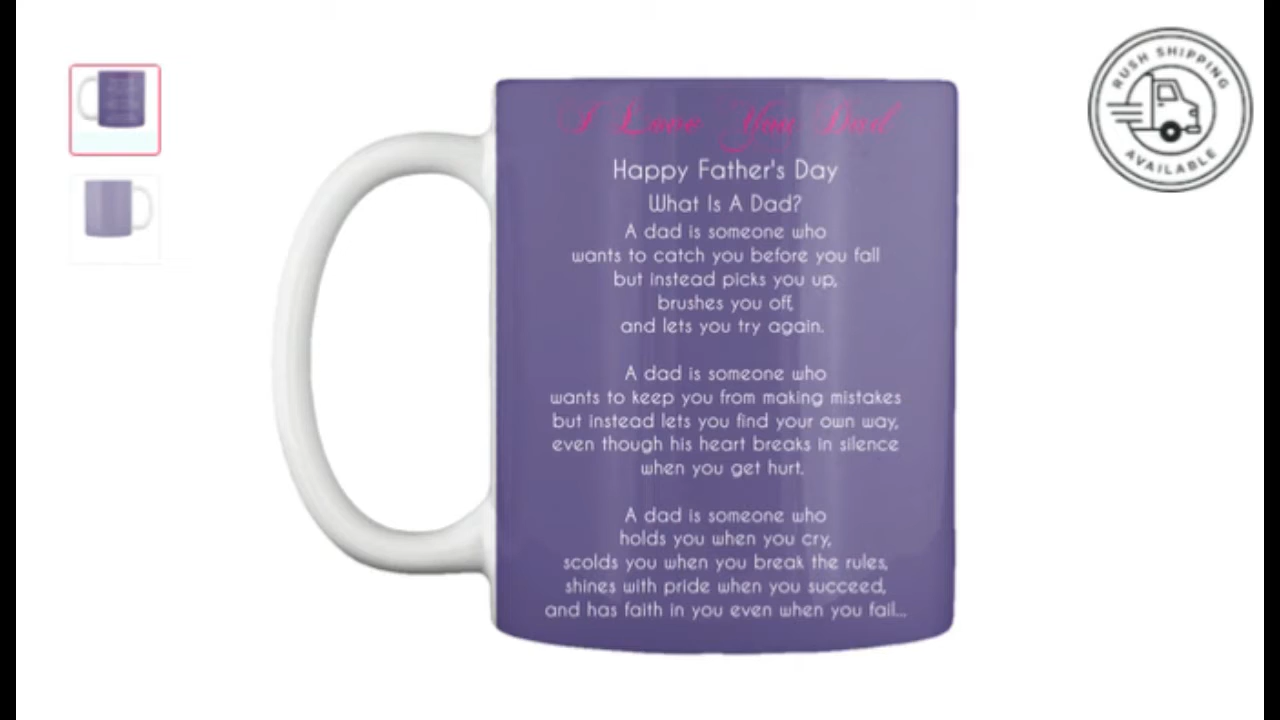 RUSH SHIPPING
AVAILABLE
I Love You Dad
Happy Father's Day
What Is A Dad?
A dad is someone who
wants to catch you before you fall
but instead picks you up,
brushes you off,
and lets you try again.
A dad is someone who
wants to keep you from making mistakes
but instead lets you find your own way,
even though his heart breaks in silence
when you get hurt.
A dad is someone who
holds you when you cry,
scolds you when you break the rules,
shines with pride when you succeed,
and has faith in you even when you fail...